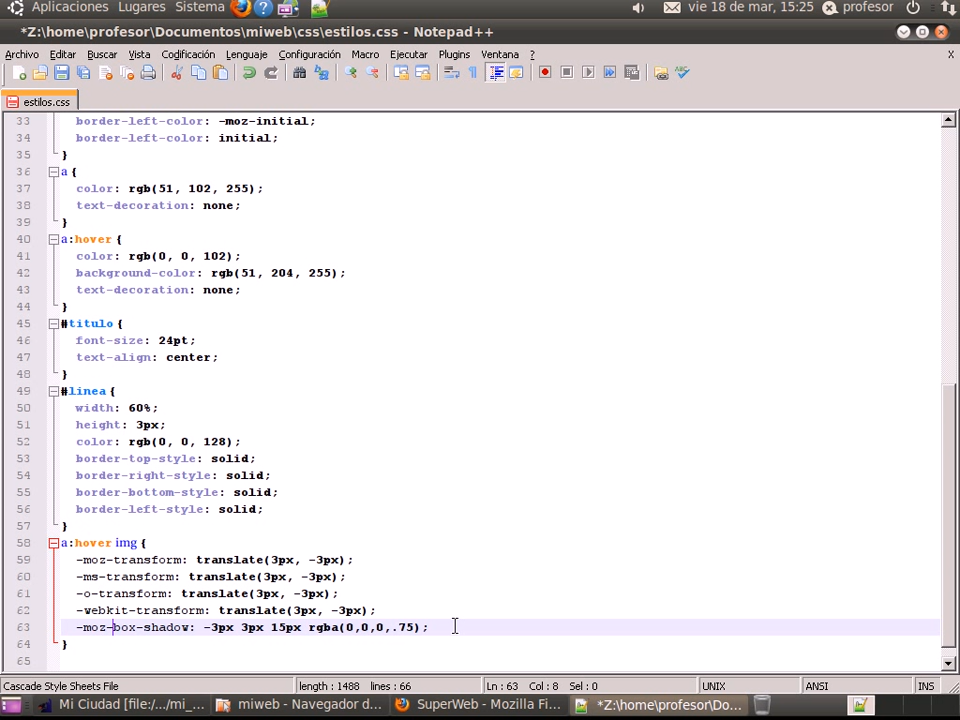 Aplicaciones Lugares Sistema ? vie 18 de mar, 15:25 profesor
*Z:\home\profesor\Documentos\miweb\css\estilos.css - Notepad++
Archivo Editar Buscar Vista Codificación Lenguaje Configuración Macro Ejecutar Plugins Ventana ? X
estilos.css
33 border-left-color: -moz-initial;
34 border-left-color: initial;
35 }
36 a {
37 color: rgb(51, 102, 255);
38 text-decoration: none;
39 }
40 a:hover {
41 color: rgb(0, 0, 102);
42 background-color: rgb(51, 204, 255);
43 text-decoration: none;
44 }
45 #titulo {
46 font-size: 24pt;
47 text-align: center;
48 }
49 #linea {
50 width: 60%;
51 height: 3px;
52 color: rgb(0, 0, 128);
53 border-top-style: solid;
54 border-right-style: solid;
55 border-bottom-style: solid;
56 border-left-style: solid;
57 }
58 a:hover img {
59 -moz-transform: translate(3px, -3px);
60 -ms-transform: translate(3px, -3px);
61 -o-transform: translate(3px, -3px);
62 -webkit-transform: translate(3px, -3px);
63 -moz-box-shadow: -3px 3px 15px rgba(0,0,0,.75);
64 }
65
Cascade Style Sheets File length : 1488 lines : 66 Ln : 63 Col : 8 Sel : 0 UNIX ANSI INS
Mi Ciudad [file:/.../mi_... miweb - Navegador d... SuperWeb - Mozilla Fi... *Z:\home\profesor\Do...